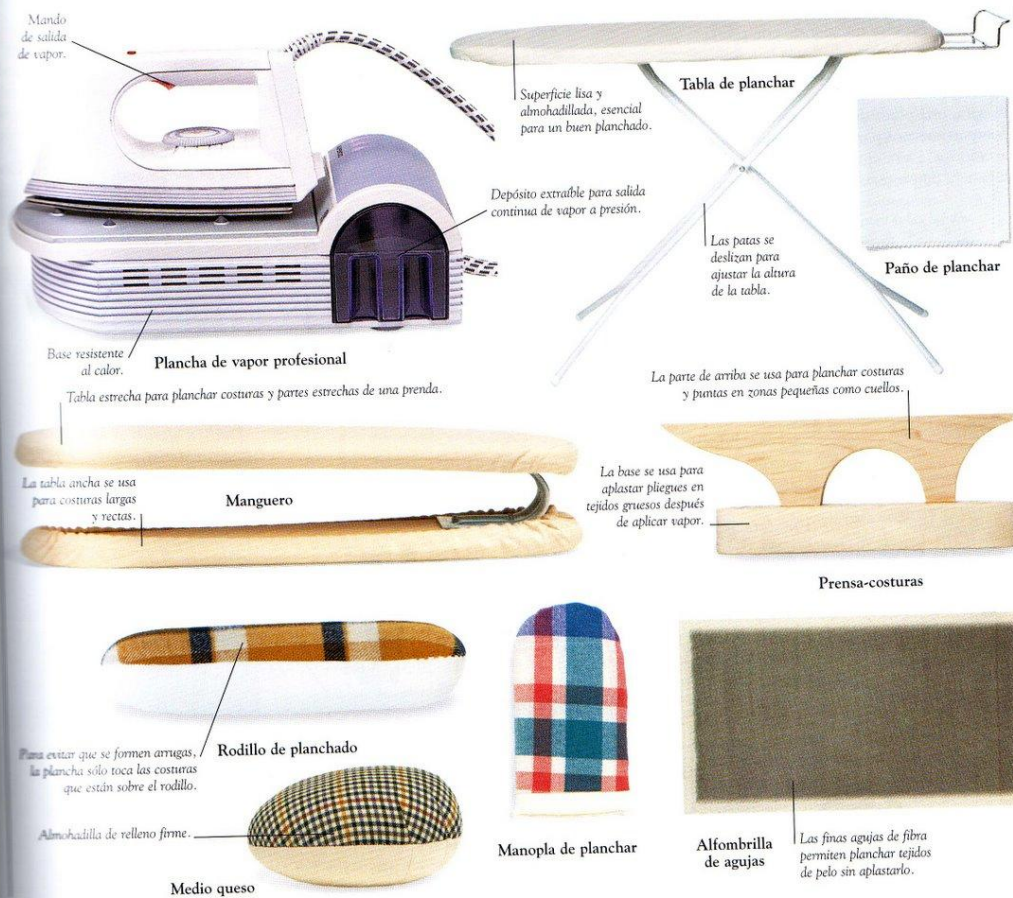 Mando
de salida
de vapor.
Superficie lisa y
almohadillada, esencial
para un buen planchado.
Tabla de planchar
Depósito extraíble para salida
continua de vapor a presión.
Las patas se
deslizan para
ajustar la altura
de la tabla.
Paño de planchar
Base resistente
al calor.
Plancha de vapor profesional
Tabla estrecha para planchar costuras y partes estrechas de una prenda.
La parte de arriba se usa para planchar costuras
y puntas en zonas pequeñas como cuellos.
La tabla ancha se usa
para costuras largas
y rectas.
Manguero
La base se usa para
aplastar pliegues en
tejidos gruesos después
de aplicar vapor.
Prensa-costuras
Para evitar que se formen arrugas,
la plancha sólo toca las costuras
que están sobre el rodillo.
Rodillo de planchado
Almohadilla de relleno firme.
Medio queso
Manopla de planchar
Alfombrilla
de agujas
Las finas agujas de fibra
permiten planchar tejidos
de pelo sin aplastarlo.